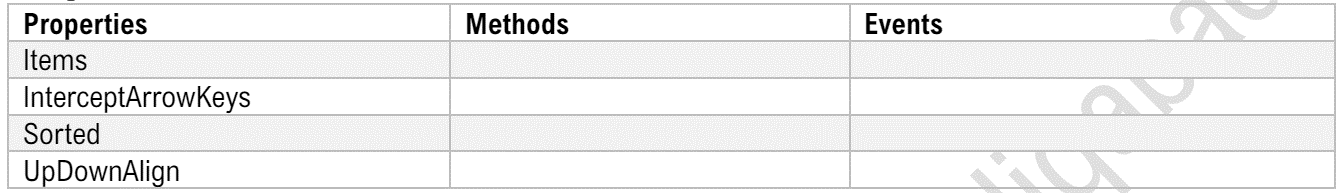 Properties Methods Events
Items
InterceptArrowKeys
Sorted
UpDownAlign